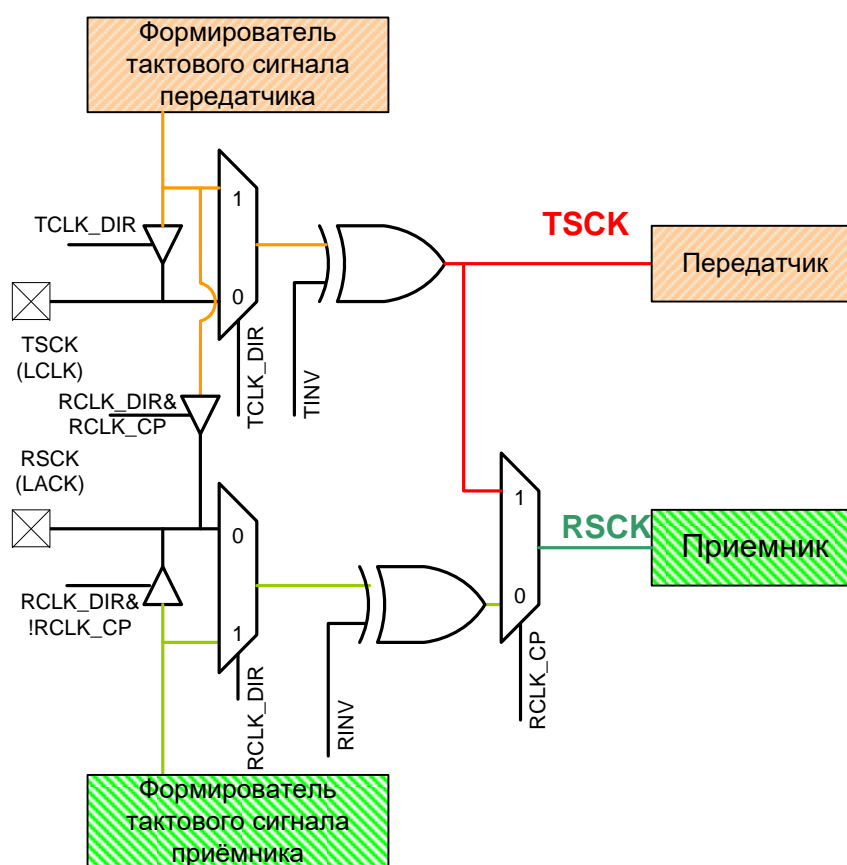 Формирователь
тактового сигнала
передатчика
TCLK_DIR
1
0
TSCK
(LCLK)
TCLK_DIR
TINV
TSCK
Передатчик
RCLK_DIR&
RCLK_CP
RSCK
(LACK)
0
1
RCLK_DIR&
!RCLK_CP
RCLK_DIR
RINV
1
0
RCLK_CP
RSCK
Приемник
Формирователь
тактового сигнала
приёмника